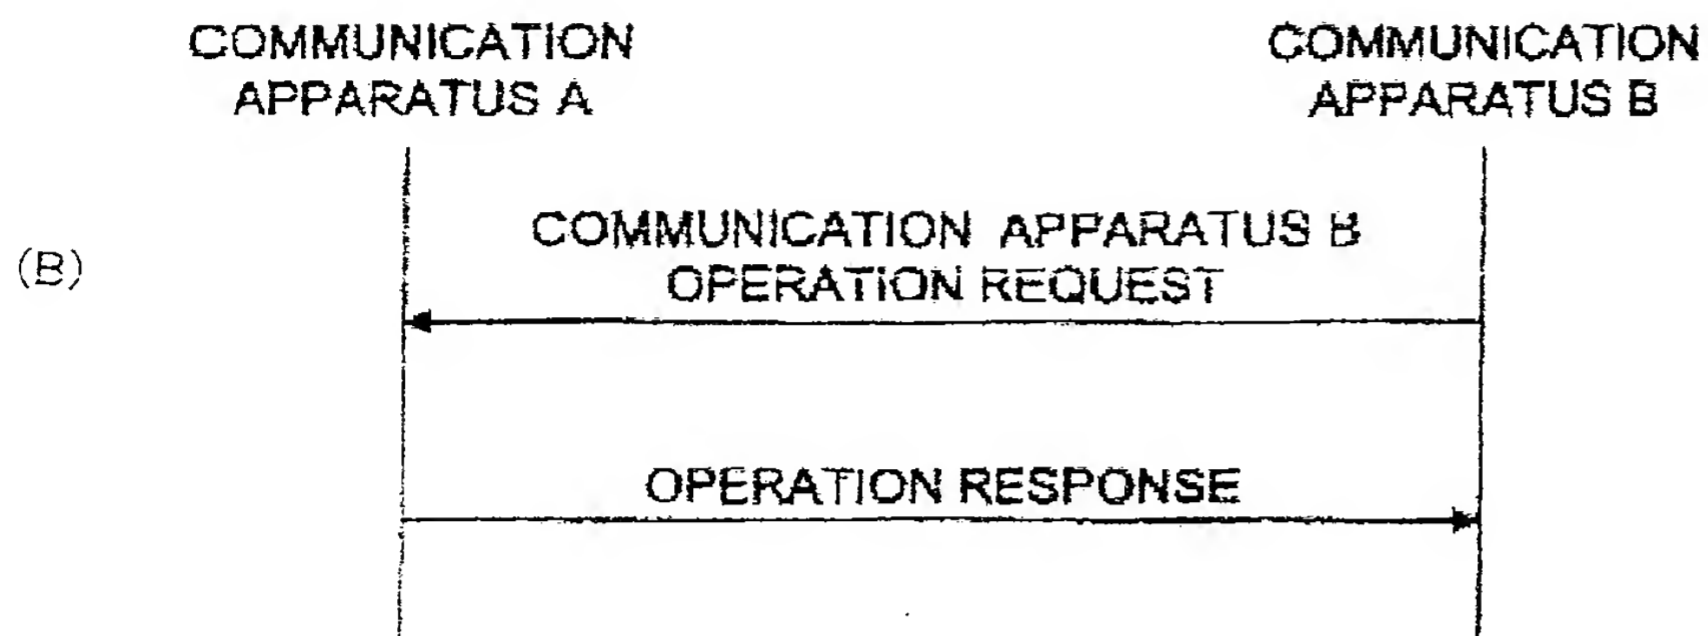 COMMUNICATION
APPARATUS A
COMMUNICATION
APPARATUS B
(B)
COMMUNICATION APPARATUS B
OPERATION REQUEST
OPERATION RESPONSE